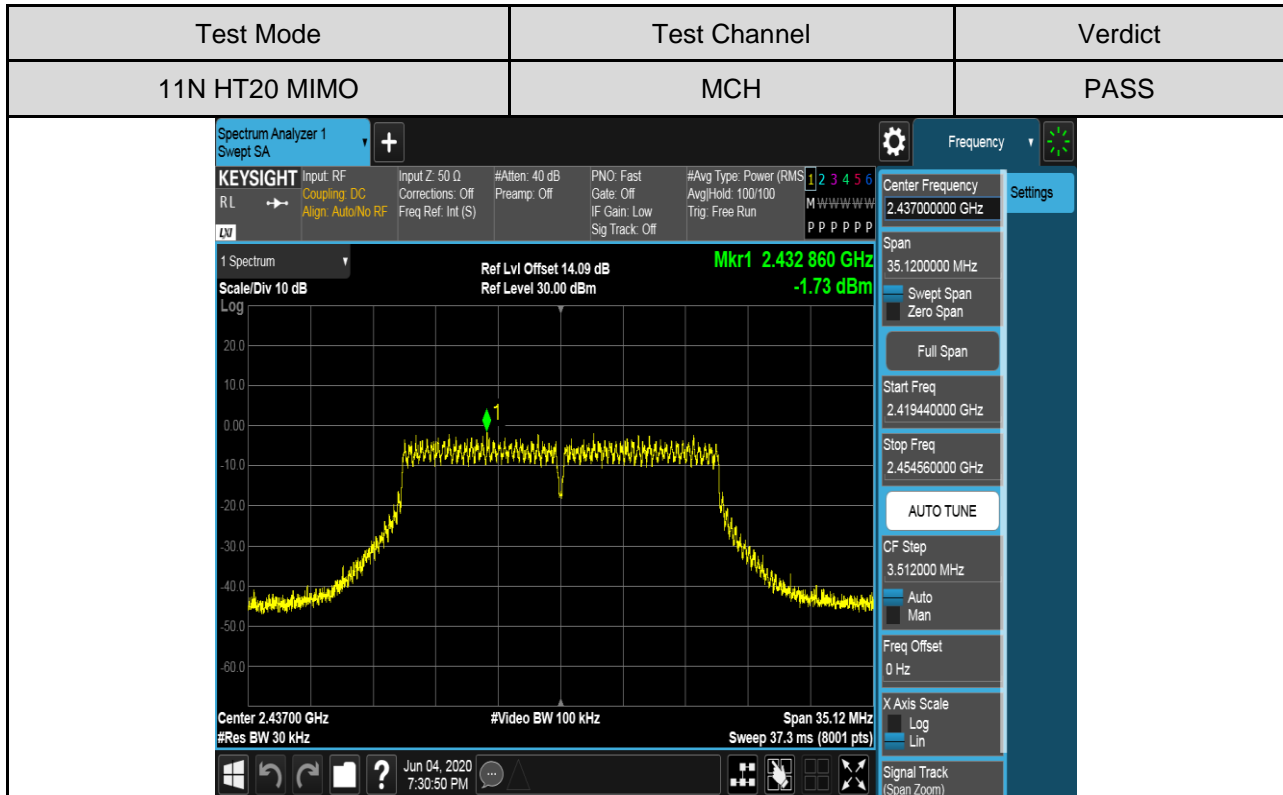 Test Mode Test Channel Verdict
11N HT20 MIMO MCH PASS
Spectrum Analyzer 1
Swept SA
+
Frequency
KEYSIGHT Input: RF Input Z: 50 Ω #Atten: 40 dB PNO: Fast #Avg Type: Power (RMS 1 2 3 4 5 6
Coupling: DC Corrections: Off Preamp: Off Gate: Off Avg|Hold: 100/100 M W W W W W
RL Align: Auto/No RF Freq Ref: Int (S) IF Gain: Low Trig: Free Run
LXI Sig Track: Off P P P P P P
1 Spectrum Ref Lvl Offset 14.09 dB Mkr1 2.432 860 GHz
Scale/Div 10 dB Ref Level 30.00 dBm -1.73 dBm
Log
20.0
10.0
0.00
-10.0
-20.0
-30.0
-40.0
-50.0
-60.0
1
Center 2.43700 GHz #Video BW 100 kHz Span 35.12 MHz
#Res BW 30 kHz Sweep 37.3 ms (8001 pts)
Center Frequency
2.437000000 GHz
Settings
Span
35.1200000 MHz
Swept Span
Zero Span
Full Span
Start Freq
2.419440000 GHz
Stop Freq
2.454560000 GHz
AUTO TUNE
CF Step
3.512000 MHz
Auto
Man
Freq Offset
0 Hz
X Axis Scale
Log
Lin
Signal Track
(Span Zoom)
?
Jun 04, 2020
7:30:50 PM